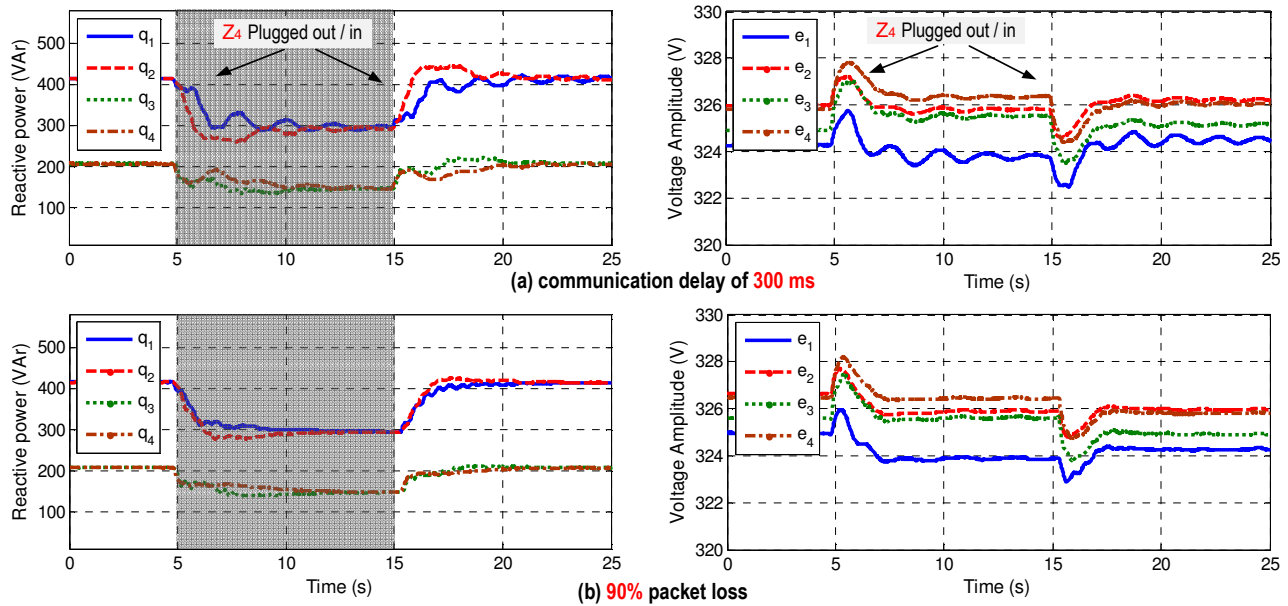 Reactive power (VAr)
500
400
300
200
100
0 5 10 15 20 25
q1
q2
q3
q4
Z4 Plugged out / in
Voltage Amplitude (V)
330
328
326
324
322
320
0 5 10 15 20 25
Time (s)
e1
e2
e3
e4
Z4 Plugged out / in
(a) communication delay of 300 ms
Reactive power (VAr)
500
400
300
200
100
0 5 10 15 20 25
Time (s)
q1
q2
q3
q4
Voltage Amplitude (V)
330
328
326
324
322
320
0 5 10 15 20 25
Time (s)
e1
e2
e3
e4
(b) 90% packet loss